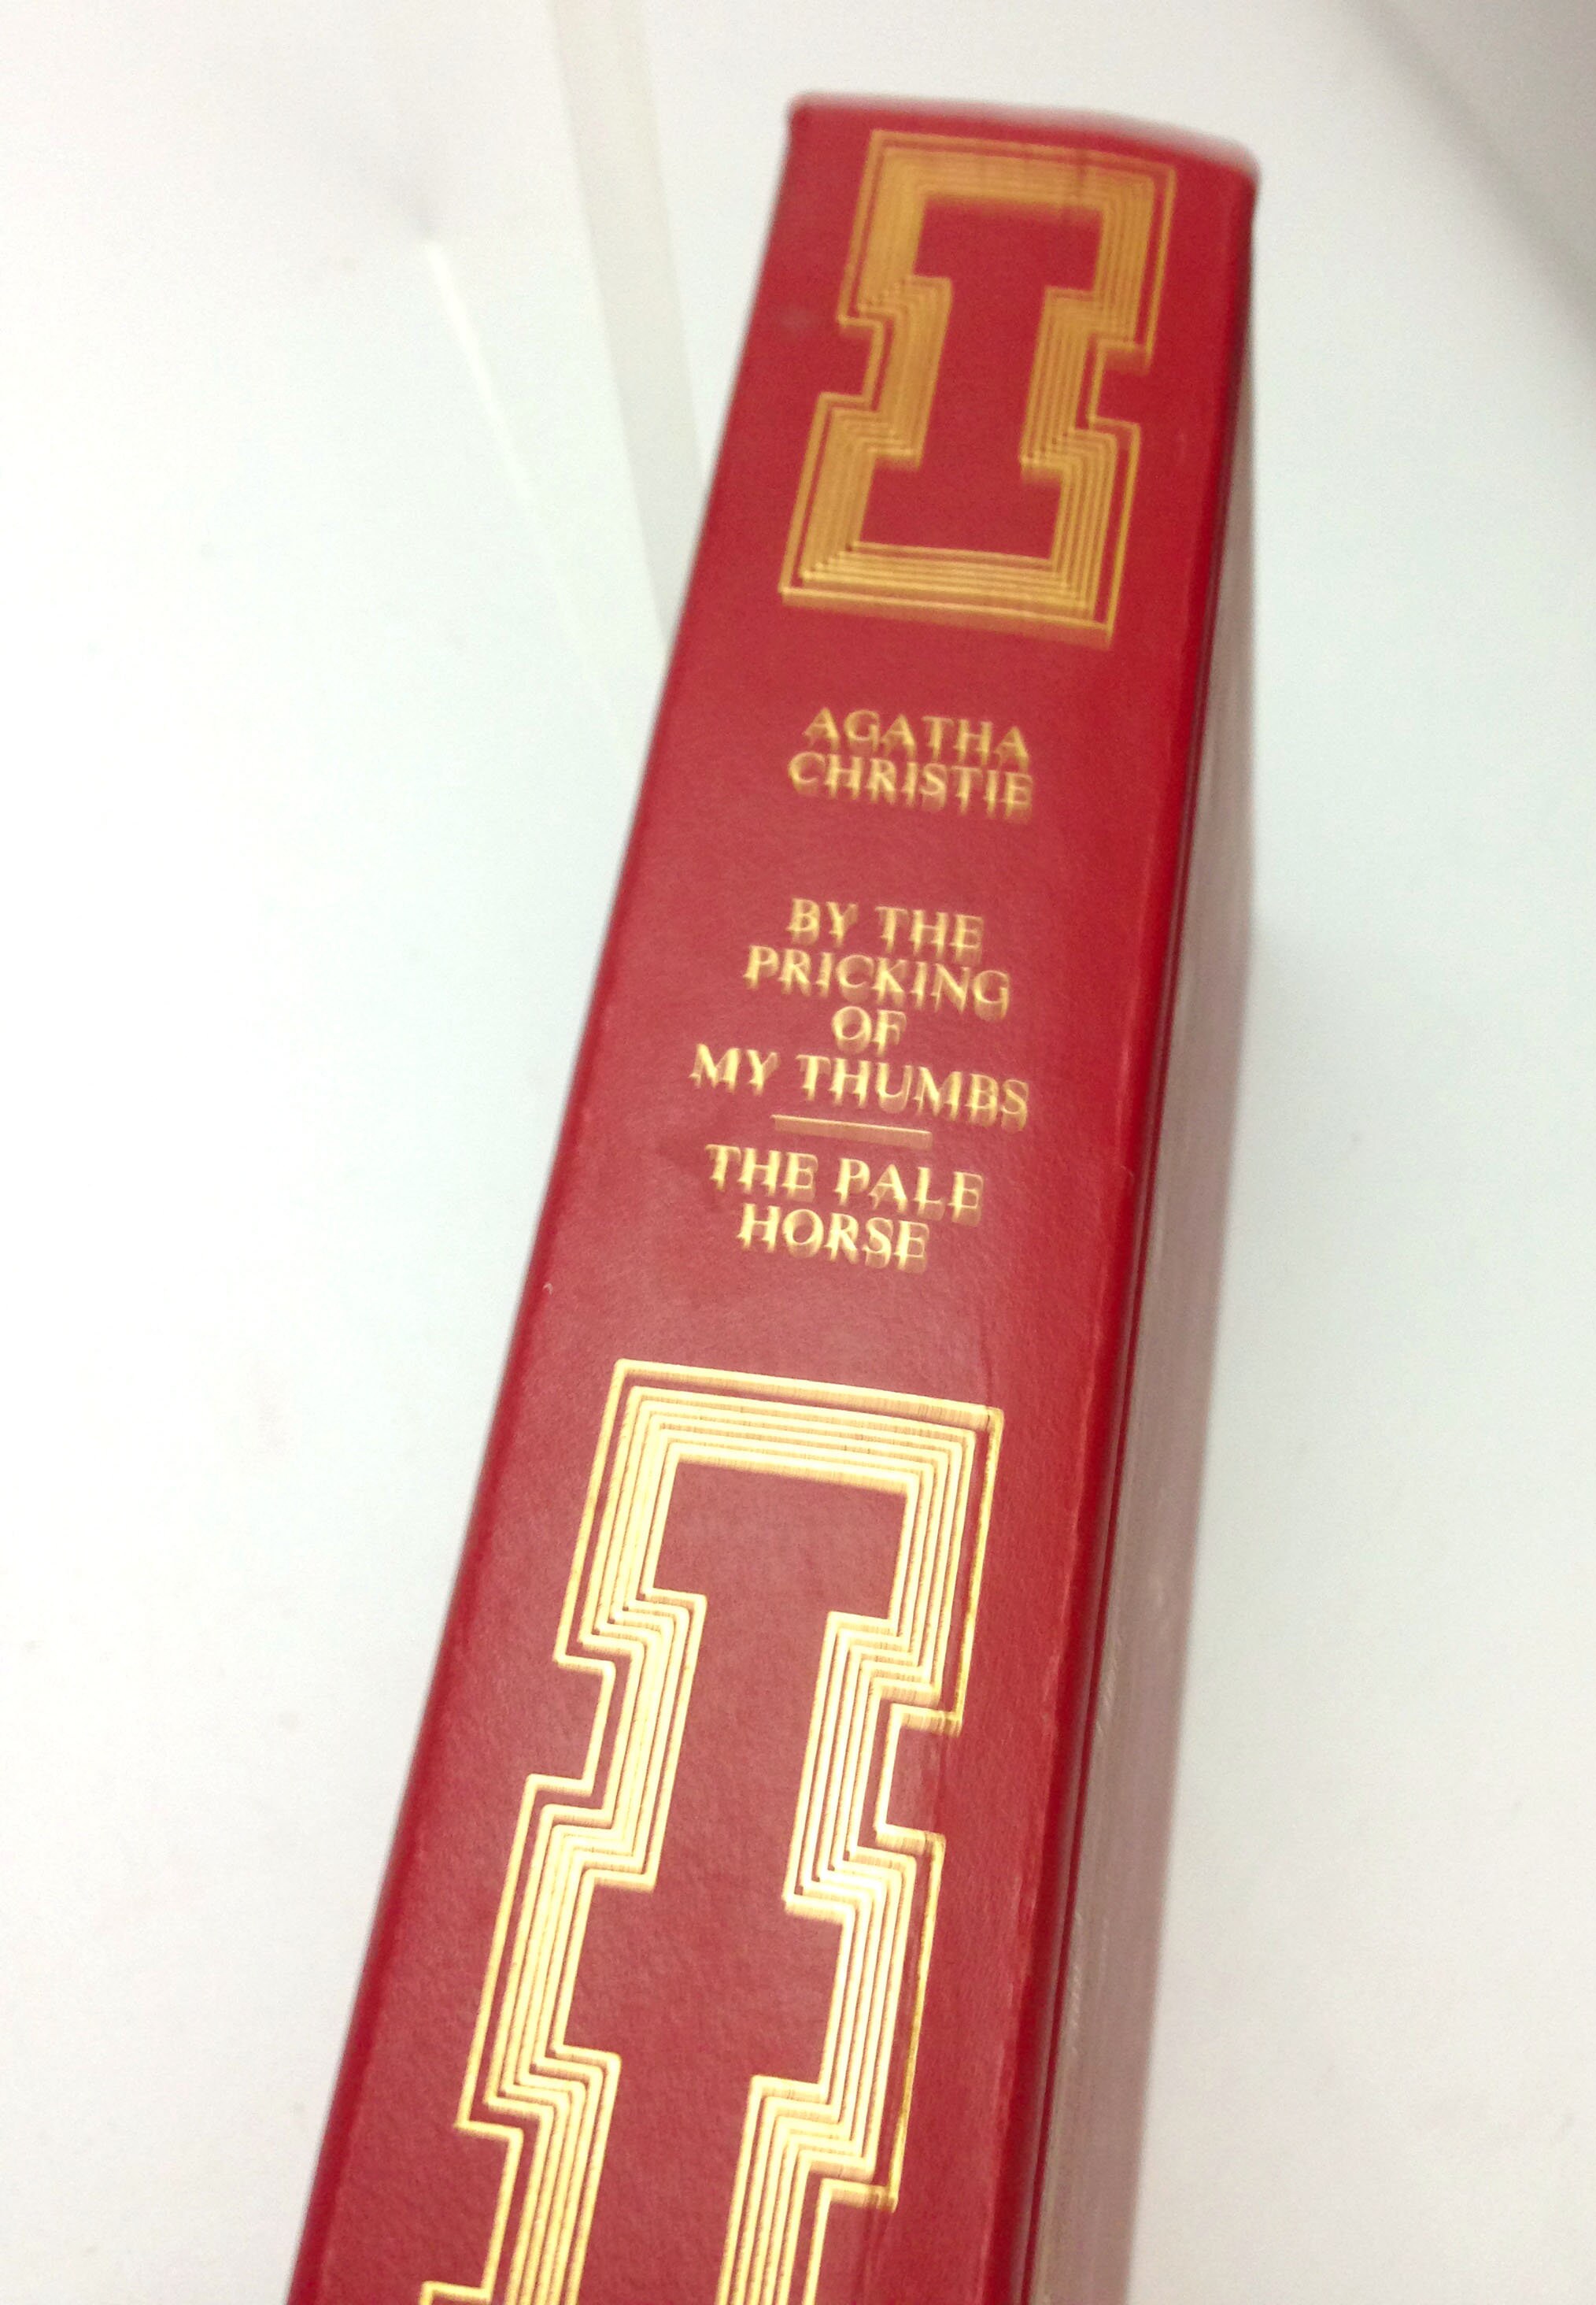 AGATHA
CHRISTIE
BY THE
PRICKING
OF
MY THUMBS
THE PALE
HORSE